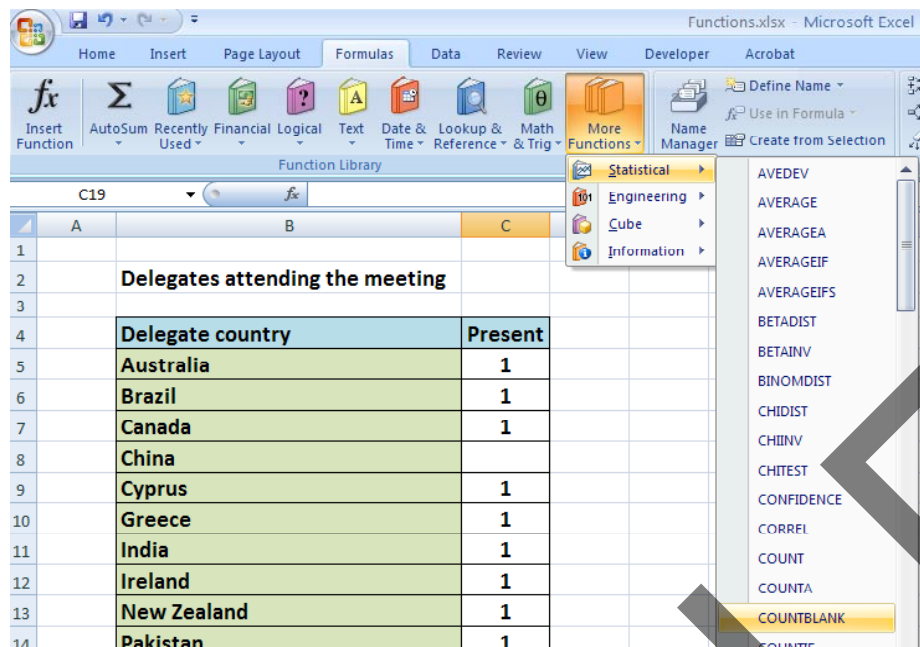 Functions.xlsx - Microsoft Excel
Home Insert Page Layout Formulas Data Review View Developer Acrobat
fx Σ ? A θ
Insert Function AutoSum Recently Used Financial Logical Text Date & Time Lookup & Reference Math & Trig More Functions Name Manager
Define Name
Use in Formula
Create from Selection
Function Library
Statistical
Engineering
Cube
Information
C19 fx
A B C
1
2 Delegates attending the meeting
3
4 Delegate country Present
5 Australia 1
6 Brazil 1
7 Canada 1
8 China
9 Cyprus 1
10 Greece 1
11 India 1
12 Ireland 1
13 New Zealand 1
14 Pakistan 1
AVEDEV
AVERAGE
AVERAGEA
AVERAGEIF
AVERAGEIFS
BETADIST
BETAINV
BINOMDIST
CHIDIST
CHIINV
CHITEST
CONFIDENCE
CORREL
COUNT
COUNTA
COUNTBLANK
COUNTIF